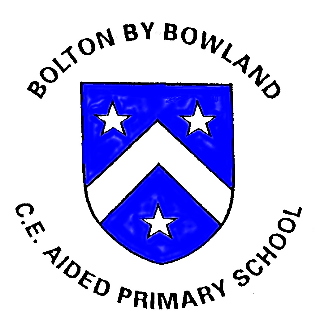 BOLTON BY BOWLAND
C.E. AIDED PRIMARY SCHOOL